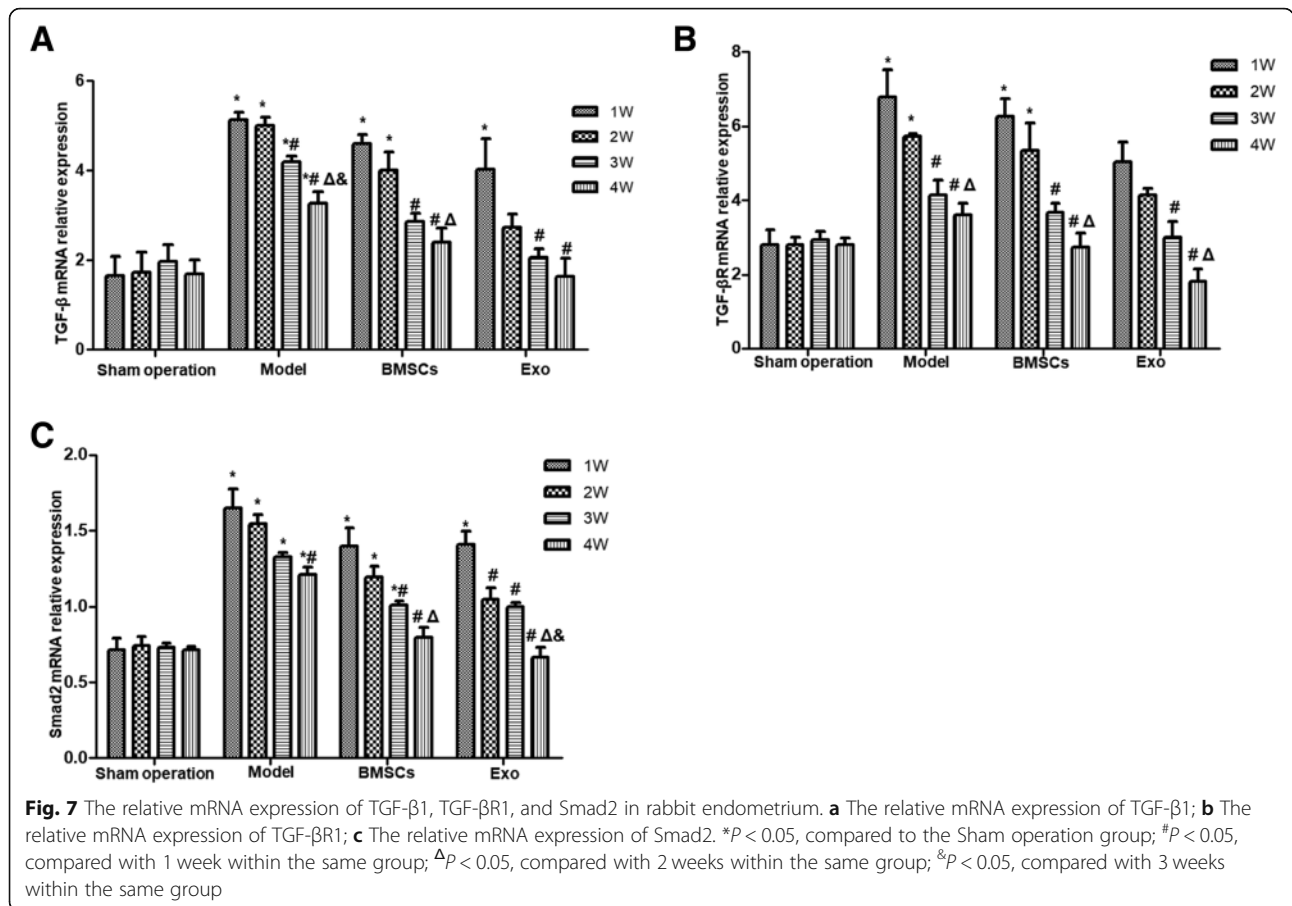 A
TGF-β mRNA relative expression
6
4
2
0
* * *# *# Δ&
* * # # Δ
* # #
Sham operation Model BMSCs Exo
1W
2W
3W
4W
B
TGF-βR mRNA relative expression
8
6
4
2
0
* * # # Δ
* * # # Δ
# # Δ
Sham operation Model BMSCs Exo
1W
2W
3W
4W
C
Smad2 mRNA relative expression
2.0
1.5
1.0
0.5
0.0
* * * *#
* * *# # Δ
* # # # Δ&
Sham operation Model BMSCs Exo
1W
2W
3W
4W
Fig. 7 The relative mRNA expression of TGF-β1, TGF-βR1, and Smad2 in rabbit endometrium. a The relative mRNA expression of TGF-β1; b The
relative mRNA expression of TGF-βR1; c The relative mRNA expression of Smad2. *P < 0.05, compared to the Sham operation group; #P < 0.05,
compared with 1 week within the same group; ΔP < 0.05, compared with 2 weeks within the same group; &P < 0.05, compared with 3 weeks
within the same group